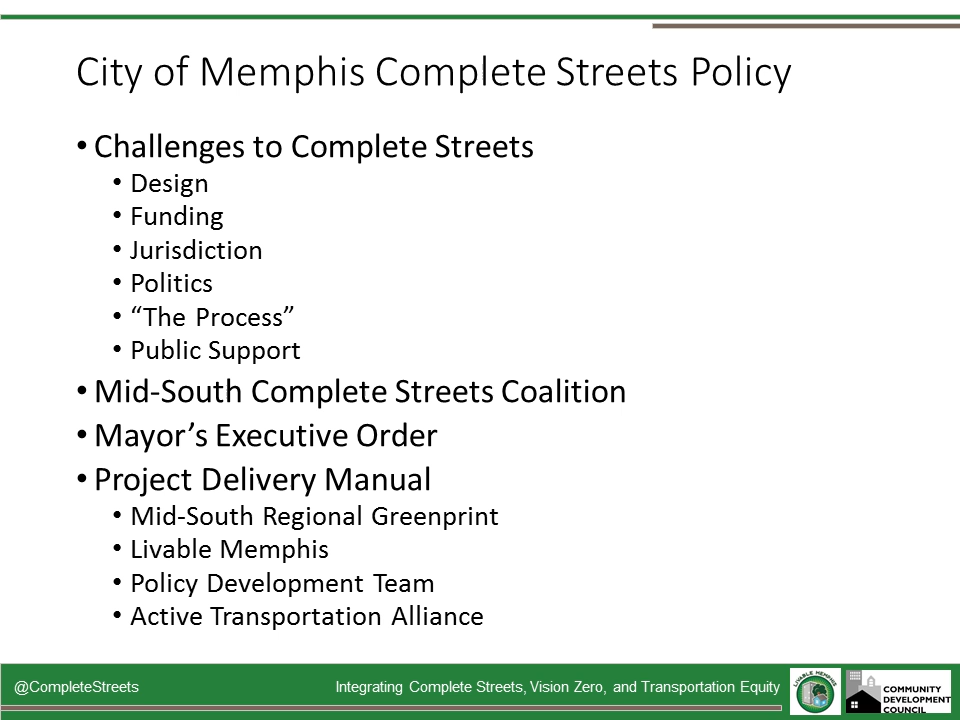 City of Memphis Complete Streets Policy
• Challenges to Complete Streets
• Design
• Funding
• Jurisdiction
• Politics
• “The Process”
• Public Support
• Mid-South Complete Streets Coalition
• Mayor’s Executive Order
• Project Delivery Manual
• Mid-South Regional Greenprint
• Livable Memphis
• Policy Development Team
• Active Transportation Alliance
@CompleteStreets
Integrating Complete Streets, Vision Zero, and Transportation Equity
LIVABLE MEMPHIS
COMMUNITY
DEVELOPMENT
COUNCIL